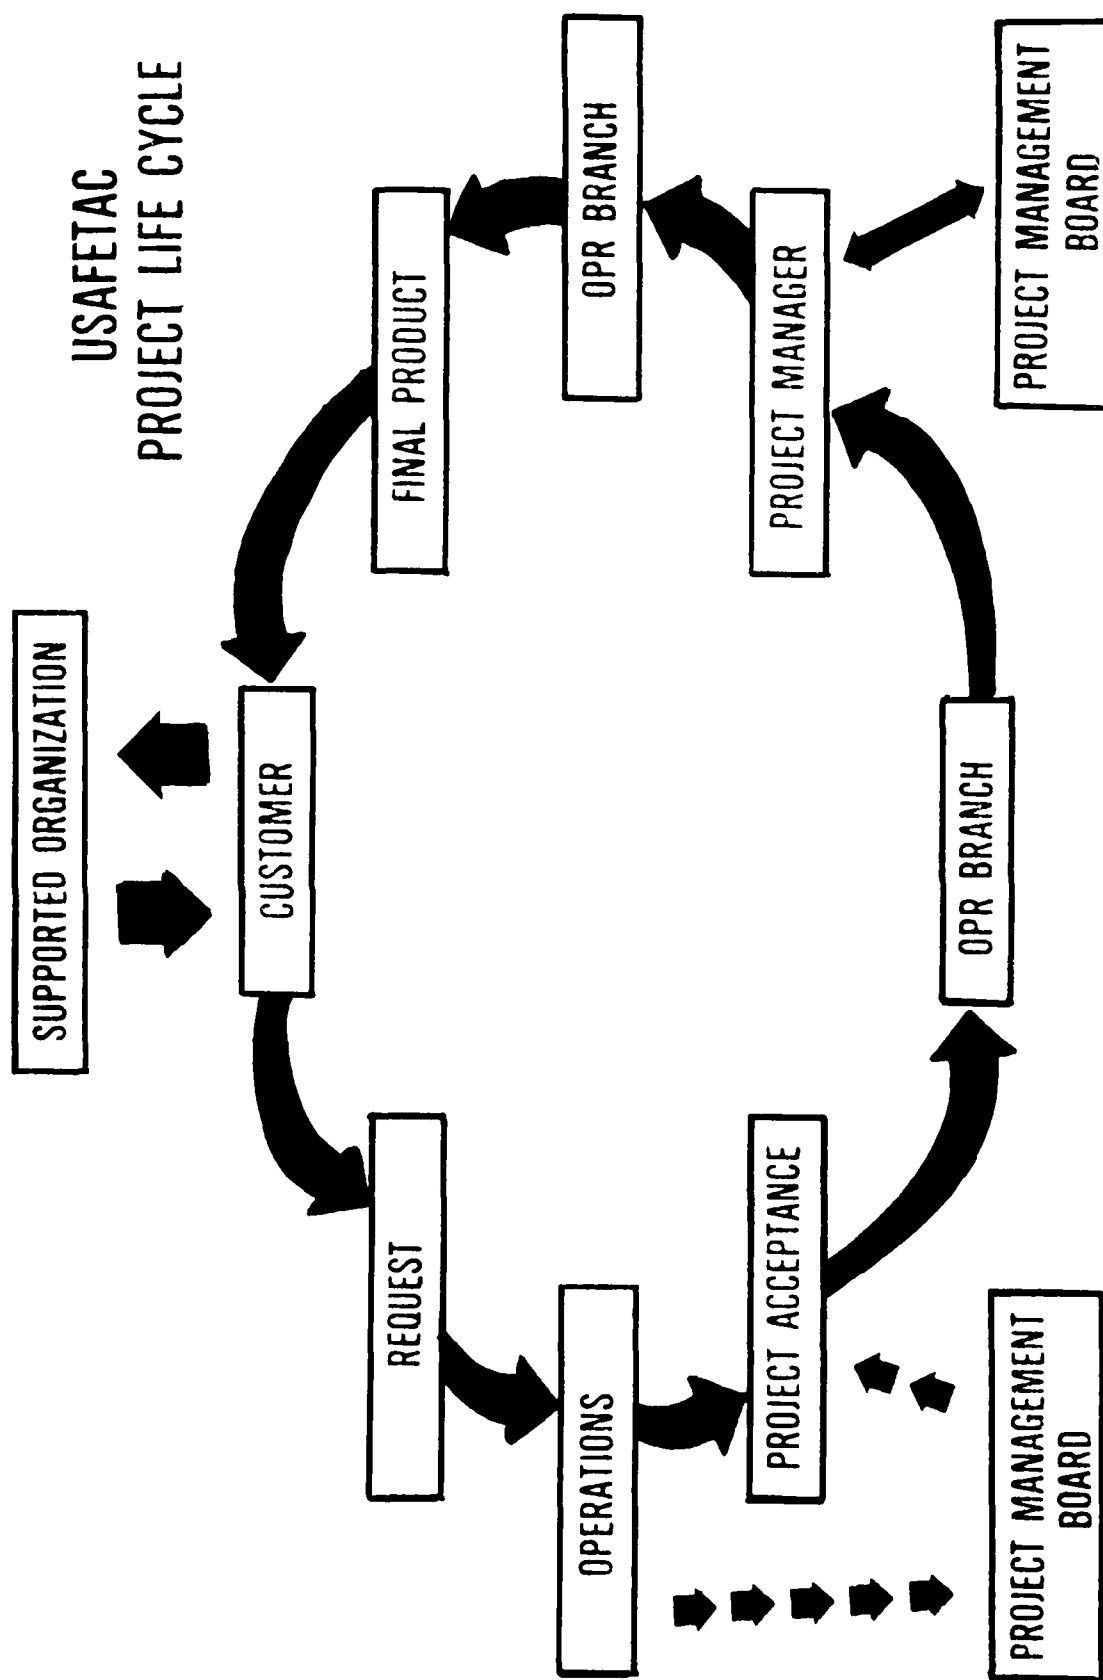 USAFETAC
PROJECT LIFE CYCLE
SUPPORTED ORGANIZATION
CUSTOMER
REQUEST
FINAL PRODUCT
OPERATIONS
OPR BRANCH
PROJECT ACCEPTANCE
PROJECT MANAGER
OPR BRANCH
PROJECT MANAGEMENT
BOARD
PROJECT MANAGEMENT
BOARD